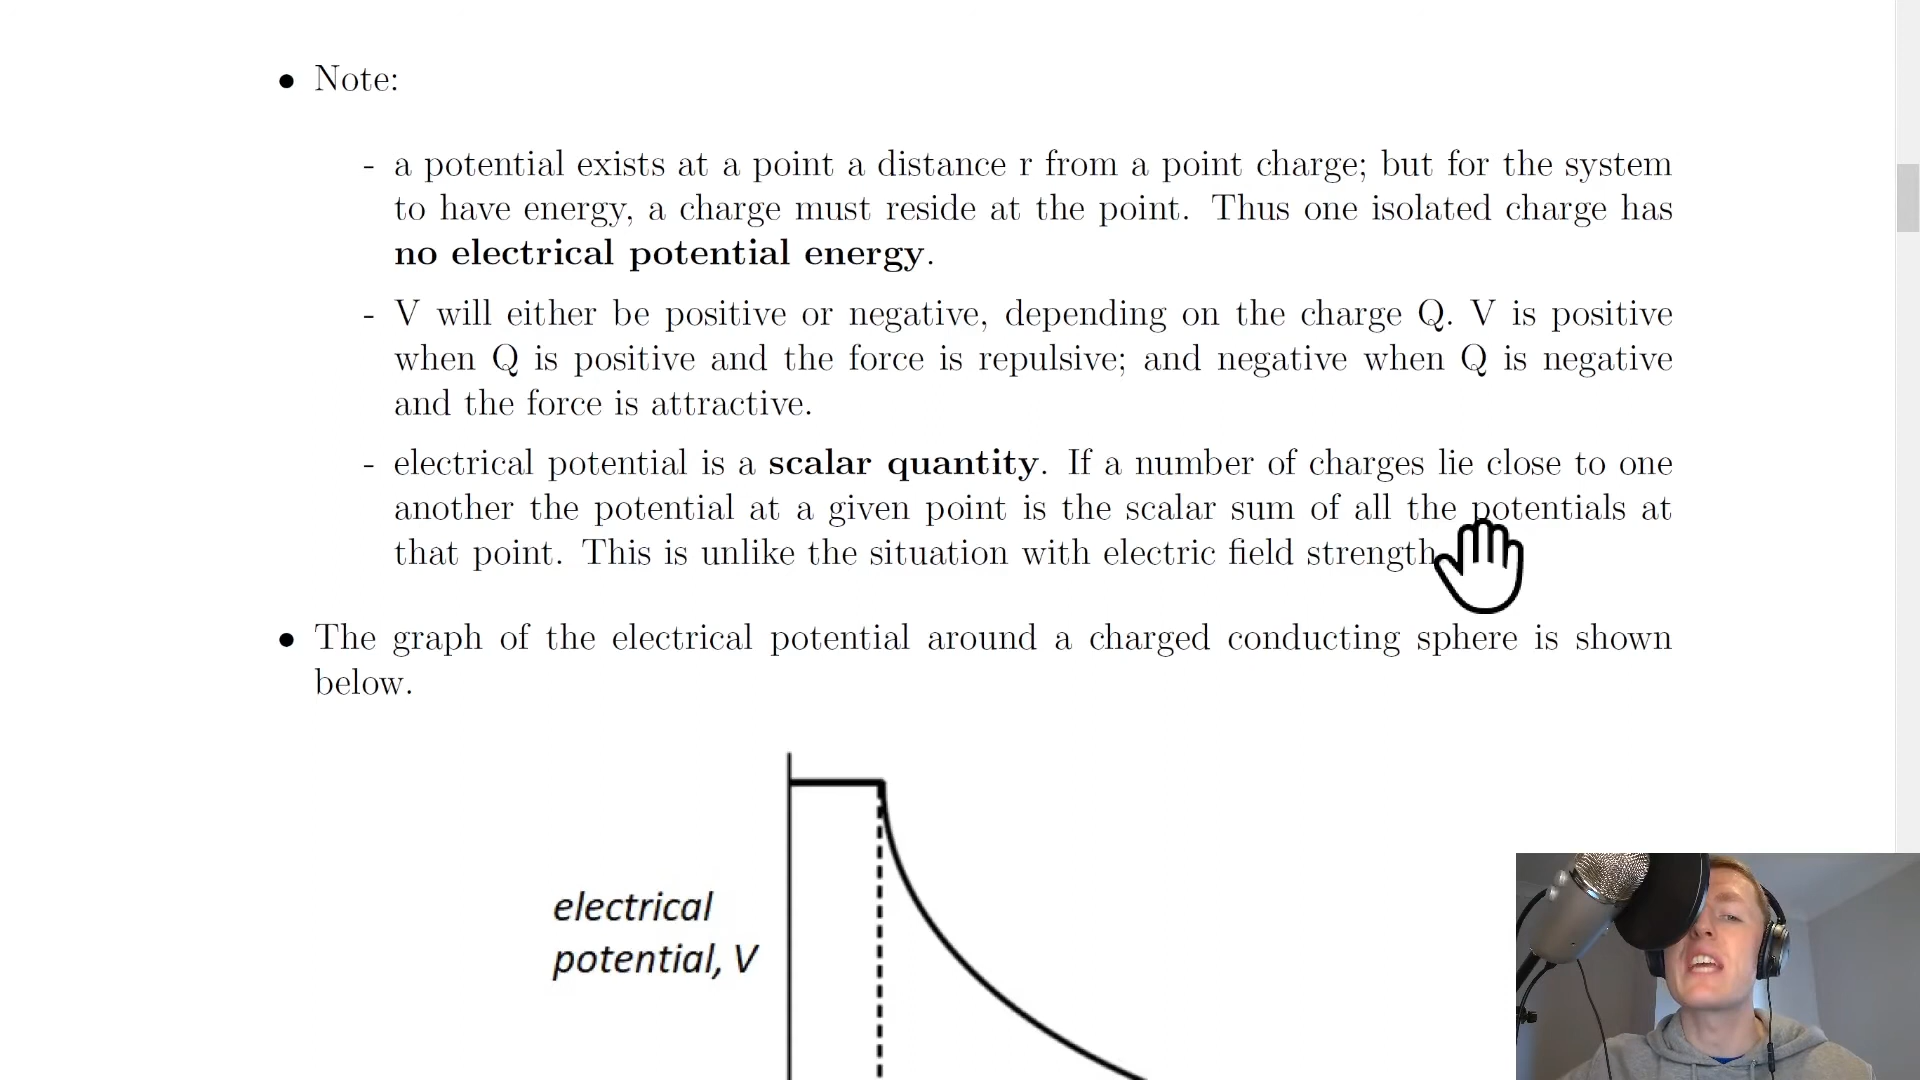 • Note:
- a potential exists at a point a distance r from a point charge; but for the system
to have energy, a charge must reside at the point. Thus one isolated charge has
no electrical potential energy.
- V will either be positive or negative, depending on the charge Q. V is positive
when Q is positive and the force is repulsive; and negative when Q is negative
and the force is attractive.
- electrical potential is a scalar quantity. If a number of charges lie close to one
another the potential at a given point is the scalar sum of all the potentials at
that point. This is unlike the situation with electric field strength
• The graph of the electrical potential around a charged conducting sphere is shown
below.
electrical
potential, V